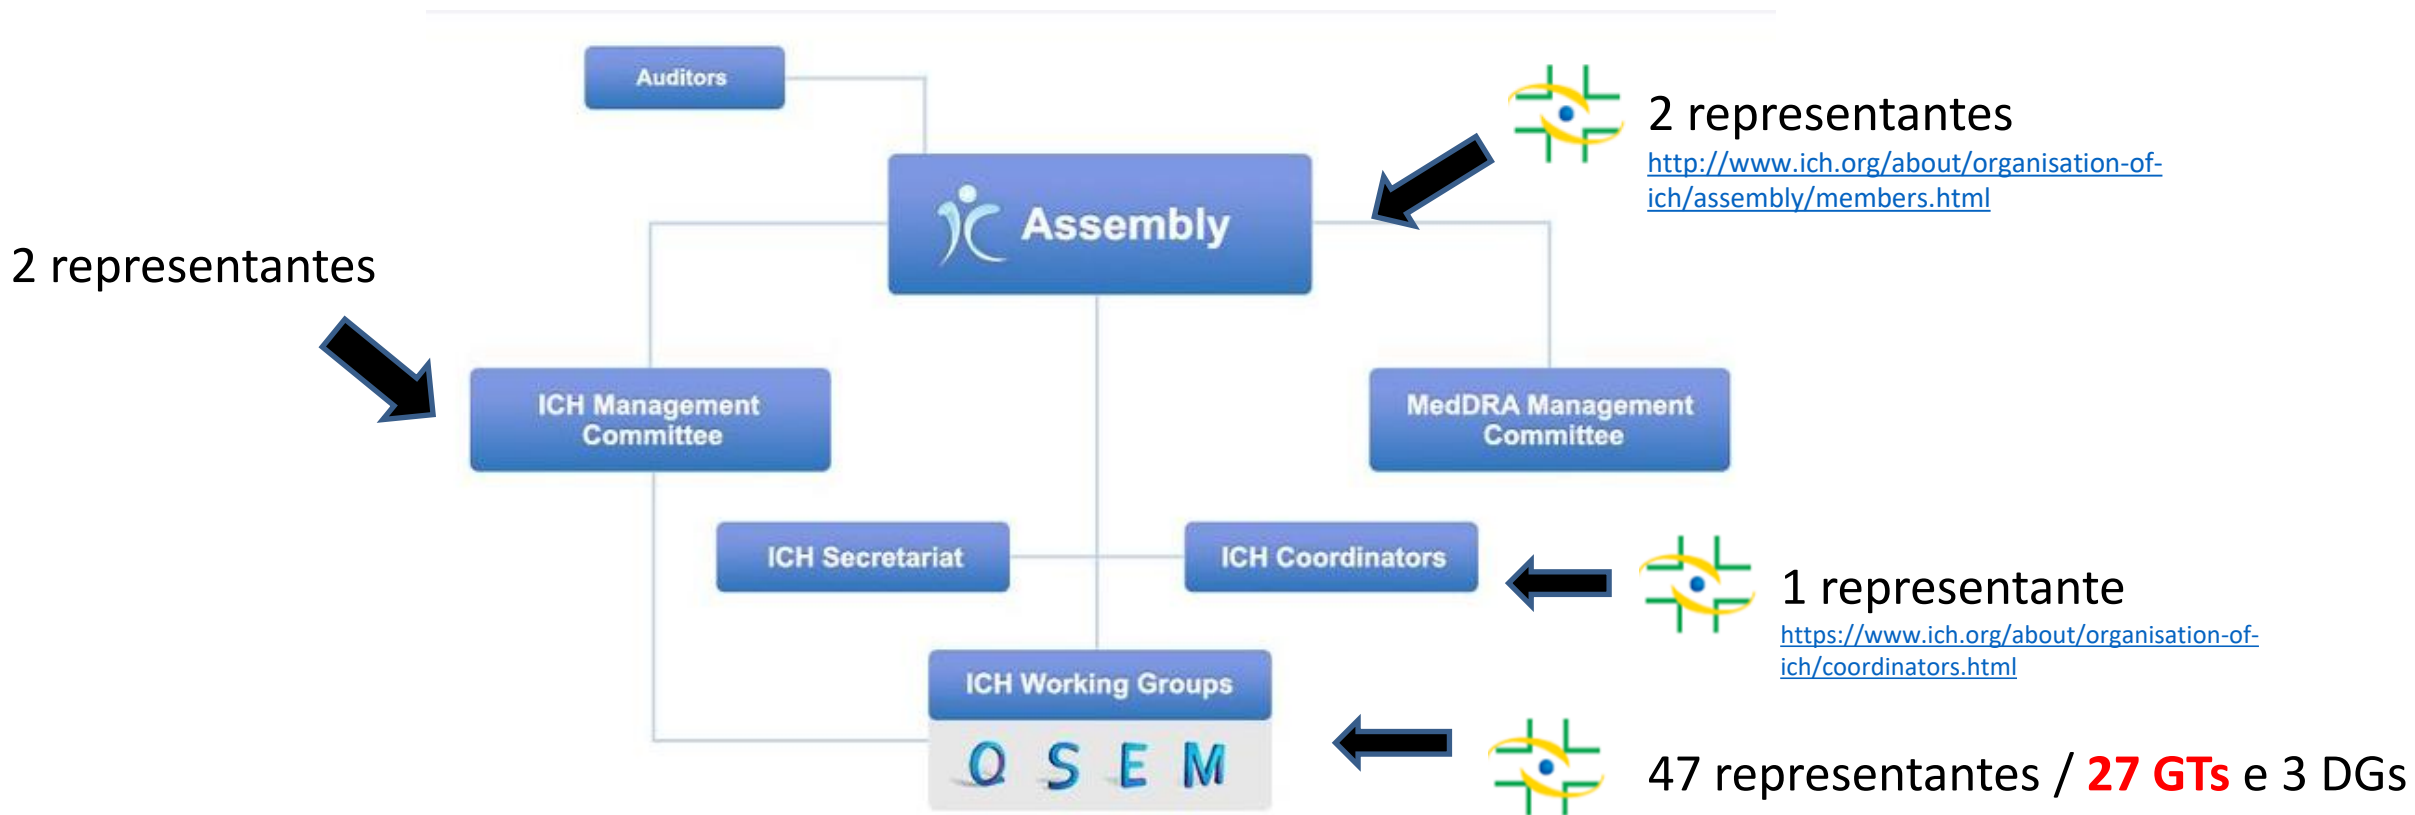 Auditors
2 representantes
http://www.ich.org/about/organisation-of-
ich/assembly/members.html
Assembly
2 representantes
ICH Management
Committee
MedDRA Management
Committee
ICH Secretariat
ICH Coordinators
1 representante
https://www.ich.org/about/organisation-of-
ich/coordinators.html
ICH Working Groups
Q S E M
47 representantes / 27 GTs e 3 DGs